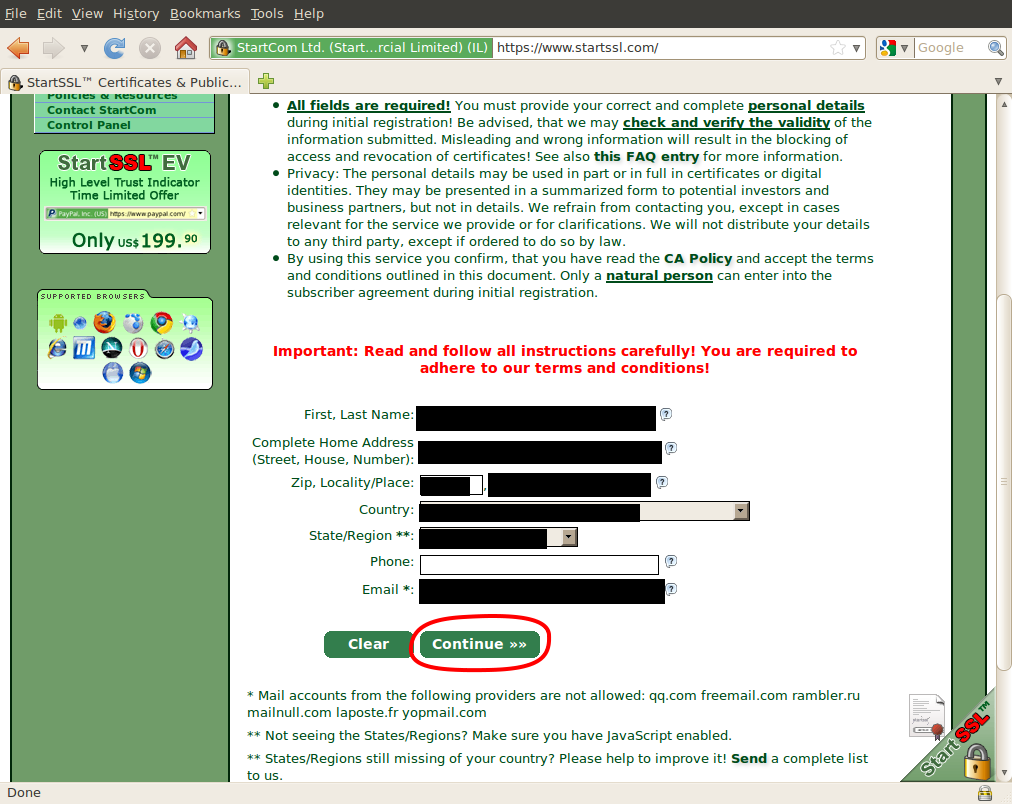 File Edit View History Bookmarks Tools Help
StartCom Ltd. (Start...rcial Limited) (IL) https://www.startssl.com/ Google
StartSSL™ Certificates & Public...
Policies & Resources
Contact StartCom
Control Panel
StartSSL™ EV
High Level Trust Indicator
Time Limited Offer
PayPal, Inc. (US) https://www.paypal.com/
Only US$ 199.90
SUPPORTED BROWSERS
All fields are required! You must provide your correct and complete personal details
during initial registration! Be advised, that we may check and verify the validity of the
information submitted. Misleading and wrong information will result in the blocking of
access and revocation of certificates! See also this FAQ entry for more information.
Privacy: The personal details may be used in part or in full in certificates or digital
identities. They may be presented in a summarized form to potential investors and
business partners, but not in details. We refrain from contacting you, except in cases
relevant for the service we provide or for clarifications. We will not distribute your details
to any third party, except if ordered to do so by law.
By using this service you confirm, that you have read the CA Policy and accept the terms
and conditions outlined in this document. Only a natural person can enter into the
subscriber agreement during initial registration.
Important: Read and follow all instructions carefully! You are required to
adhere to our terms and conditions!
First, Last Name:
Complete Home Address
(Street, House, Number):
Zip, Locality/Place: ,
Country:
State/Region **:
Phone:
Email *:
Clear Continue »»
* Mail accounts from the following providers are not allowed: qq.com freemail.com rambler.ru
mailnull.com laposte.fr yopmail.com
** Not seeing the States/Regions? Make sure you have JavaScript enabled.
** States/Regions still missing of your country? Please help to improve it! Send a complete list
to us.
StartSSL™
Done